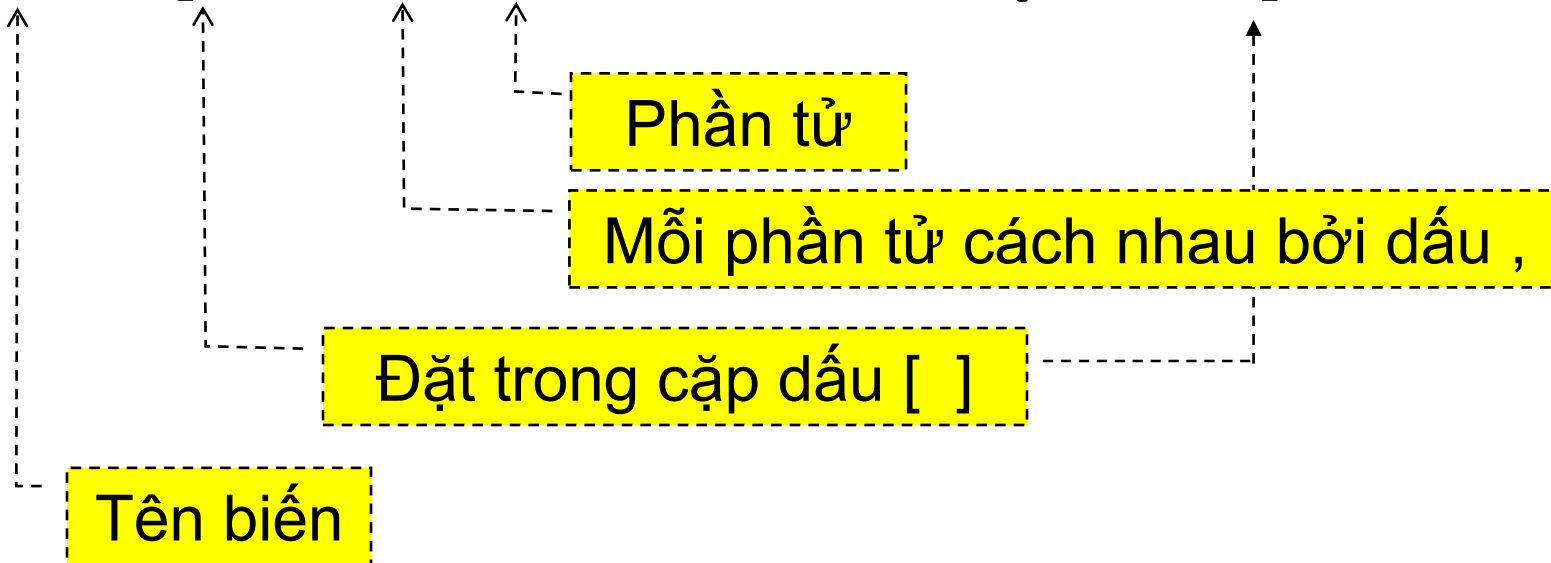 Phần tử
Mỗi phần tử cách nhau bởi dấu ,
Đặt trong cặp dấu [ ]
Tên biến